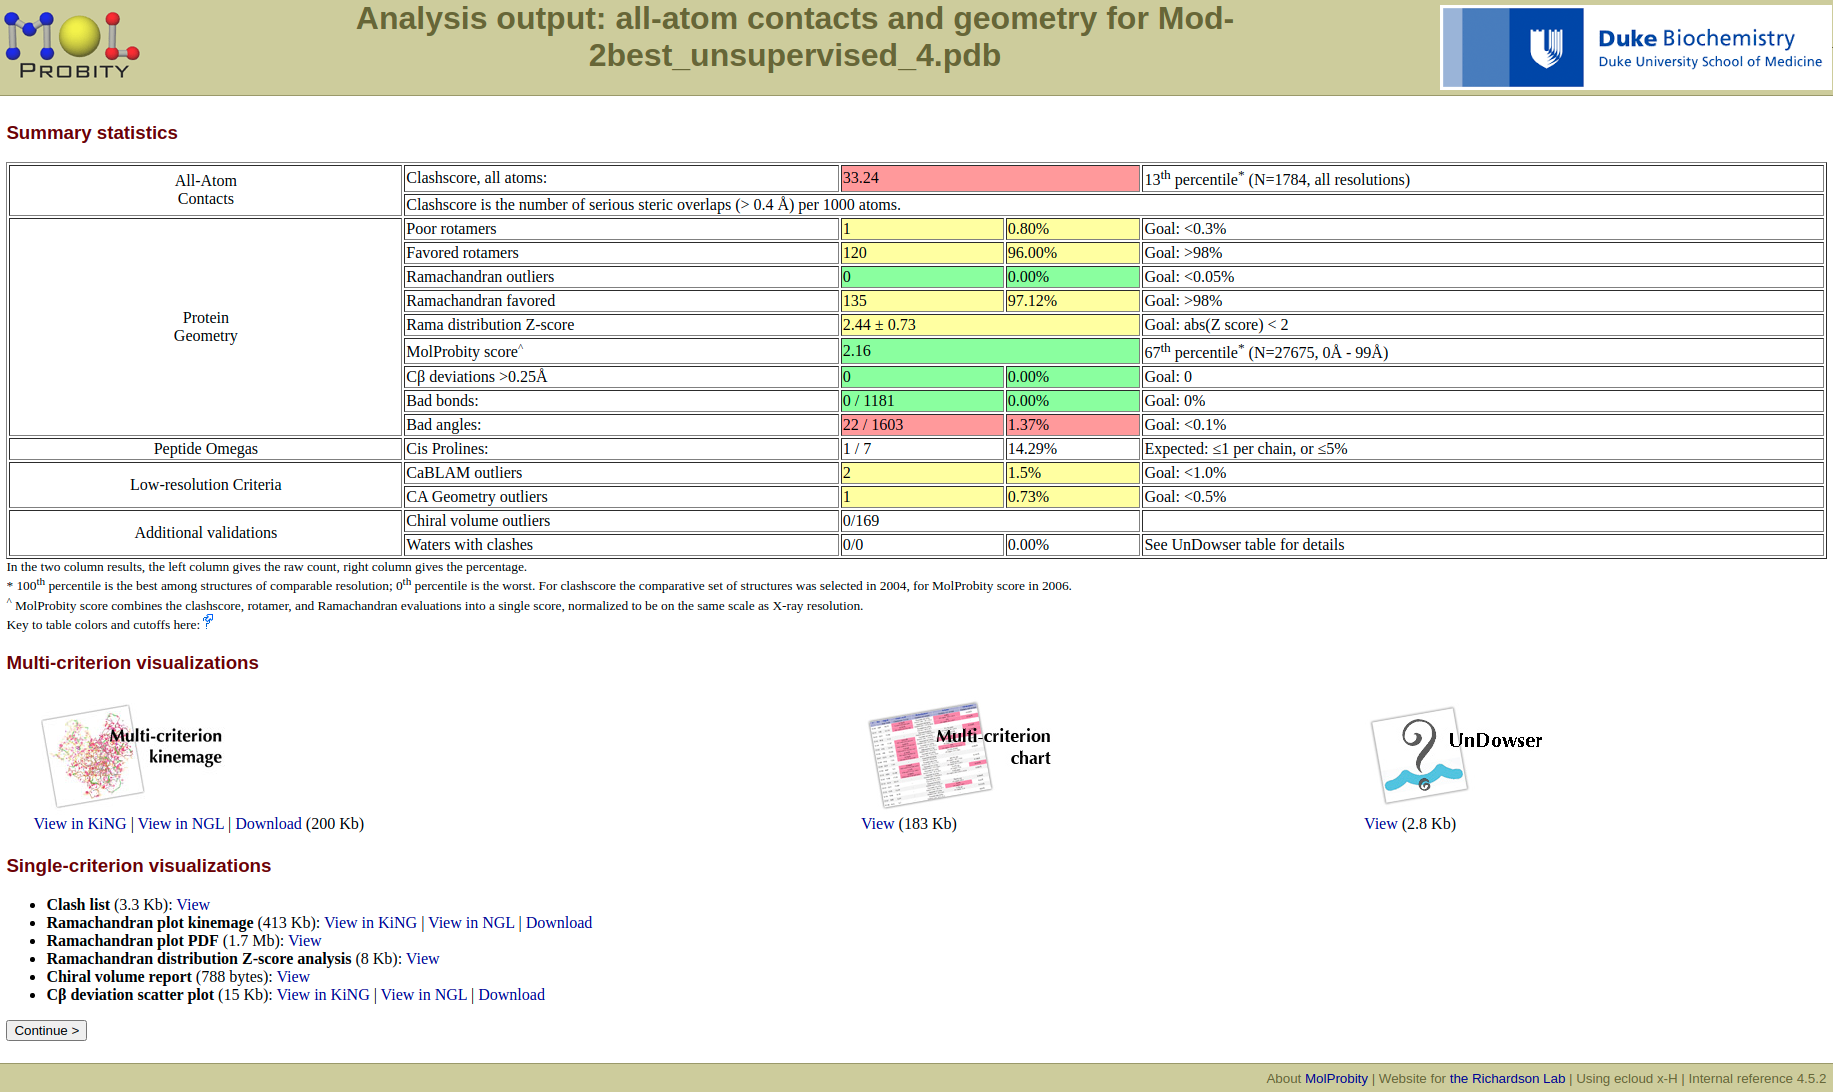 PROBITY
Analysis output: all-atom contacts and geometry for Mod-
2best_unsupervised_4.pdb
Duke Biochemistry
Duke University School of Medicine
Summary statistics
All-Atom
Contacts
Clashscore, all atoms: 33.24 13th percentile* (N=1784, all resolutions)
Clashscore is the number of serious steric overlaps (> 0.4 Å) per 1000 atoms.
Protein
Geometry
Poor rotamers 1 0.80% Goal: <0.3%
Favored rotamers 120 96.00% Goal: >98%
Ramachandran outliers 0 0.00% Goal: <0.05%
Ramachandran favored 135 97.12% Goal: >98%
Rama distribution Z-score 2.44 ± 0.73 Goal: abs(Z score) < 2
MolProbity score^ 2.16 67th percentile* (N=27675, 0Å - 99Å)
Cβ deviations >0.25Å 0 0.00% Goal: 0
Bad bonds: 0 / 1181 0.00% Goal: 0%
Bad angles: 22 / 1603 1.37% Goal: <0.1%
Peptide Omegas Cis Prolines: 1 / 7 14.29% Expected: ≤1 per chain, or ≤5%
Low-resolution Criteria
CaBLAM outliers 2 1.5% Goal: <1.0%
CA Geometry outliers 1 0.73% Goal: <0.5%
Additional validations
Chiral volume outliers 0/169
Waters with clashes 0/0 0.00% See UnDowser table for details
In the two column results, the left column gives the raw count, right column gives the percentage.
* 100th percentile is the best among structures of comparable resolution; 0th percentile is the worst. For clashscore the comparative set of structures was selected in 2004, for MolProbity score in 2006.
^ MolProbity score combines the clashscore, rotamer, and Ramachandran evaluations into a single score, normalized to be on the same scale as X-ray resolution.
Key to table colors and cutoffs here: ?
Multi-criterion visualizations
Multi-criterion
kinemage
View in KiNG | View in NGL | Download (200 Kb)
Multi-criterion
chart
View (183 Kb)
UnDowser
View (2.8 Kb)
Single-criterion visualizations
• Clash list (3.3 Kb): View
• Ramachandran plot kinemage (413 Kb): View in KiNG | View in NGL | Download
• Ramachandran plot PDF (1.7 Mb): View
• Ramachandran distribution Z-score analysis (8 Kb): View
• Chiral volume report (788 bytes): View
• Cβ deviation scatter plot (15 Kb): View in KiNG | View in NGL | Download
Continue >
About MolProbity | Website for the Richardson Lab | Using ecloud x-H | Internal reference 4.5.2